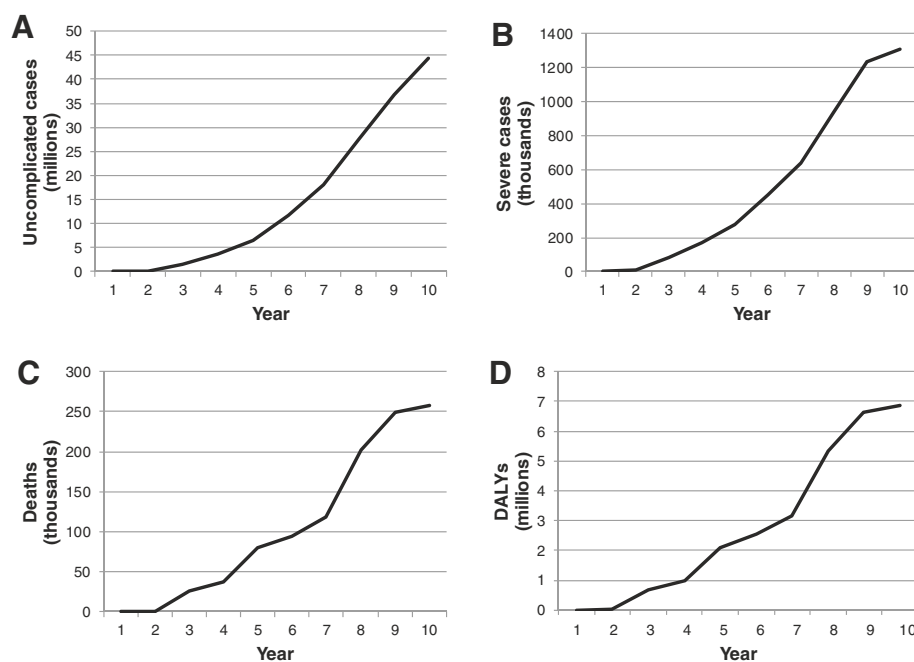 A
Uncomplicated cases
(millions)
50
45
40
35
30
25
20
15
10
5
0
1 2 3 4 5 6 7 8 9 10
Year
B
Severe cases
(thousands)
1400
1200
1000
800
600
400
200
0
1 2 3 4 5 6 7 8 9 10
Year
C
Deaths
(thousands)
300
250
200
150
100
50
0
1 2 3 4 5 6 7 8 9 10
Year
D
DALYs
(millions)
8
7
6
5
4
3
2
1
0
1 2 3 4 5 6 7 8 9 10
Year